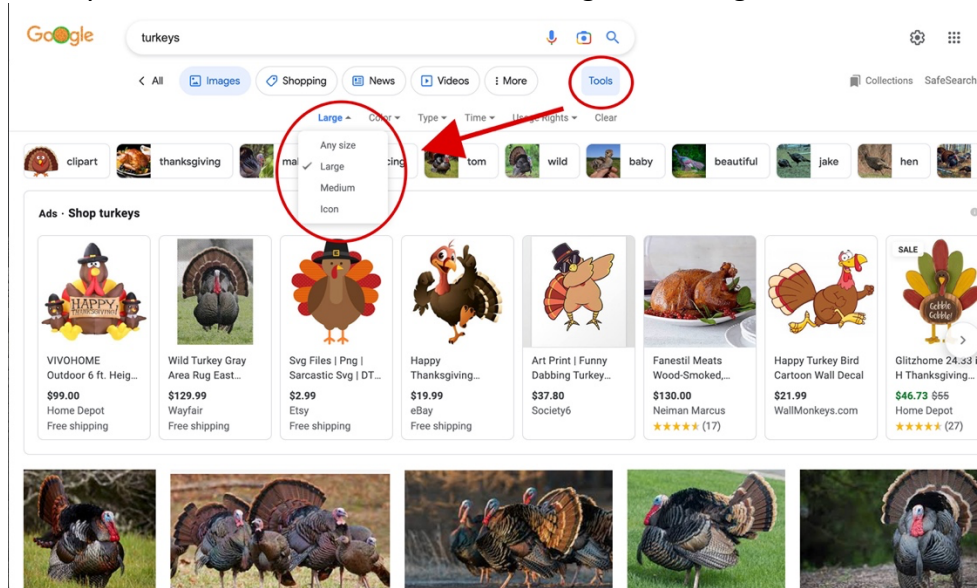 Google
turkeys
All Images Shopping News Videos More Tools
Collections SafeSearch
Large Color Type Time Usage Rights Clear
Any size
Large
Medium
Icon
clipart thanksgiving tom wild baby beautiful jake hen
Ads · Shop turkeys
SALE
HAPPY
THANKSGIVING!
Gobble
Gobble!
VIVOHOME
Outdoor 6 ft. Heig...
$99.00
Home Depot
Free shipping
Wild Turkey Gray
Area Rug East...
$129.99
Wayfair
Free shipping
Svg Files | Png |
Sarcastic Svg | DT...
$2.99
Etsy
Free shipping
Happy
Thanksgiving...
$19.99
eBay
Free shipping
Art Print | Funny
Dabbing Turkey...
$37.80
Society6
Fanestil Meats
Wood-Smoked,...
$130.00
Neiman Marcus
(17)
Happy Turkey Bird
Cartoon Wall Decal
$21.99
WallMonkeys.com
Glitzhome 24.33 i
H Thanksgiving...
$46.73 $55
Home Depot
(27)